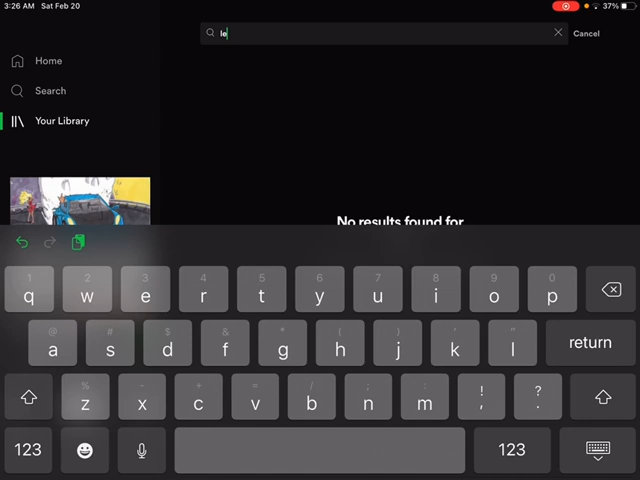 3:26 AM Sat Feb 20
37%
le
Cancel
Home
Search
Your Library
No results found for
1 2 3 4 5 6 7 8 9 0
q w e r t y u i o p
@ # $ & * ( ) ' "
a s d f g h j k l
return
% - + = / ; : ! ?
z x c v b n m , .
123
123